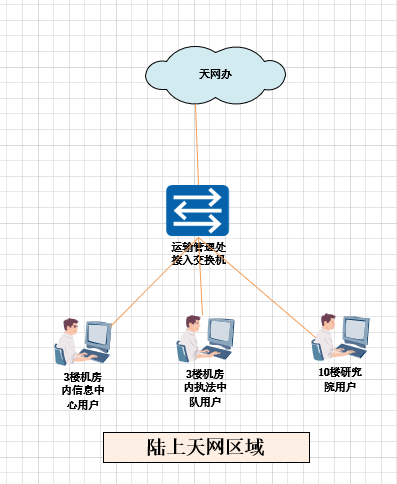 天网办
运输管理处
接入交换机
3楼机房
内信息中
心用户
3楼机房
内执法中
队用户
10楼研究
院用户
陆上天网区域